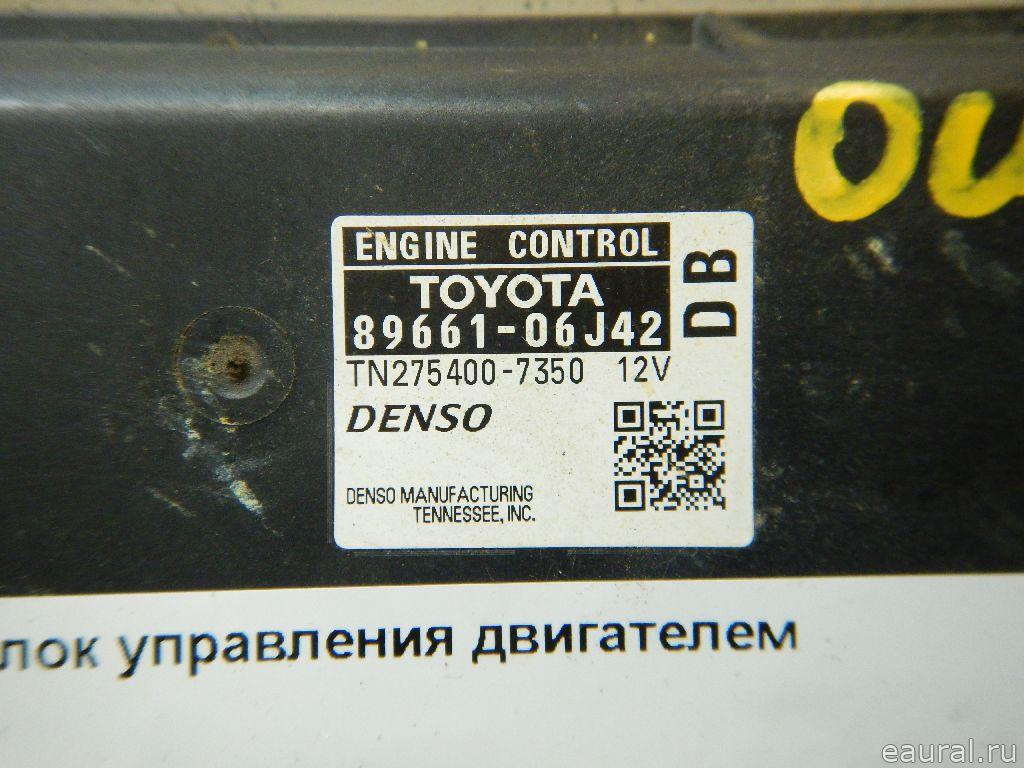 ENGINE CONTROL
TOYOTA
89661-06J42
DB
TN275400-7350 12V
DENSO
DENSO MANUFACTURING
TENNESSEE, INC.
лок управления двигателем
eaural.ru